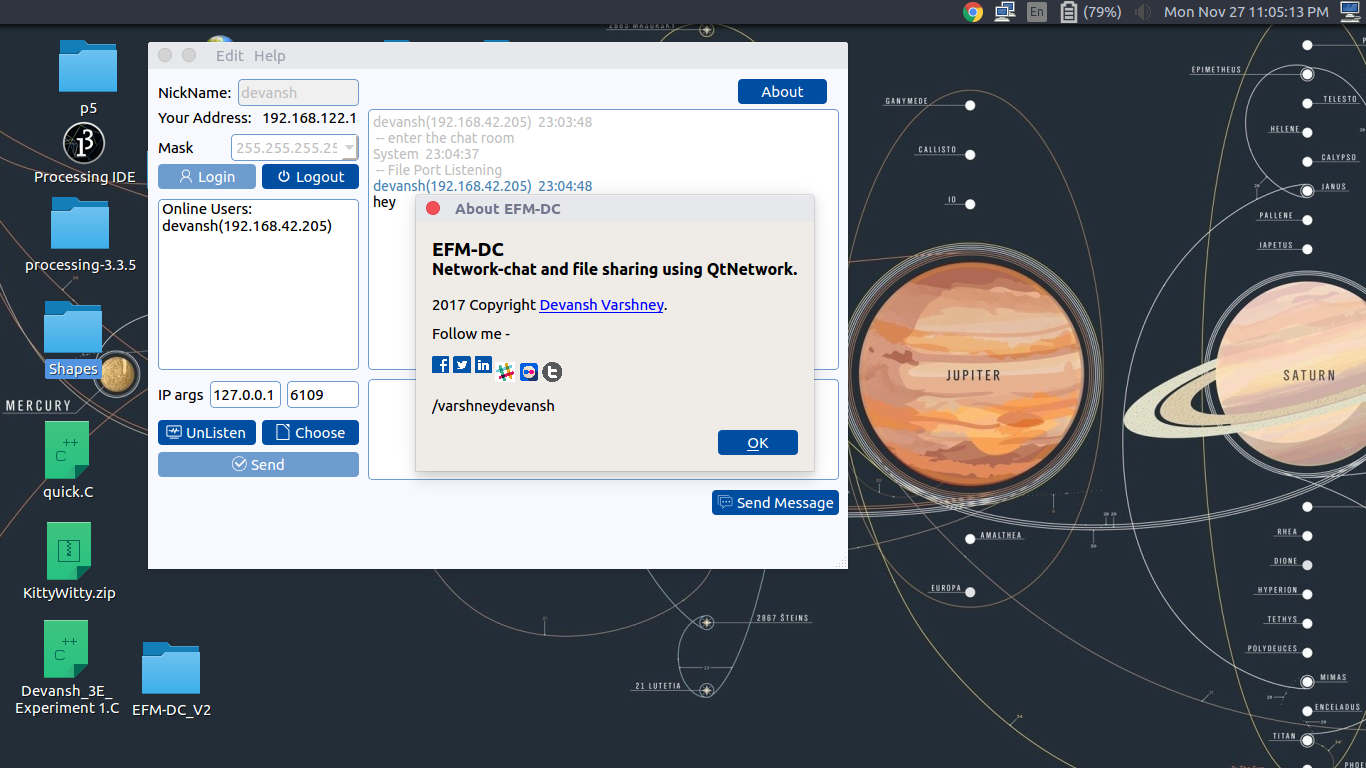 En (79%) Mon Nov 27 11:05:13 PM
Edit Help
NickName: devansh
About
Your Address: 192.168.122.1
Mask 255.255.255.25
Login Logout
Online Users:
devansh(192.168.42.205)
devansh(192.168.42.205) 23:03:48
-- enter the chat room
System 23:04:37
-- File Port Listening
devansh(192.168.42.205) 23:04:48
hey
About EFM-DC
EFM-DC
Network-chat and file sharing using QtNetwork.
2017 Copyright Devansh Varshney.
Follow me -
/varshneydevansh
OK
IP args 127.0.0.1 6109
UnListen Choose
Send
Send Message
p5
Processing IDE
processing-3.3.5
Shapes
MERCURY
++
C
quick.C
KittyWitty.zip
++
C
Devansh_3E_
Experiment 1.C
EFM-DC_V2
GANYMEDE
CALLISTO
IO
JUPITER
AMALTHEA
EUROPA
2867 ŠTEINS
21 LUTETIA
EPIMETHEUS
TELESTO
HELENE
CALYPSO
JANUS
PALLENE
IAPETUS
SATURN
RHEA
DIONE
HYPERION
TETHYS
POLYDEUCES
MIMAS
ENCELADUS
TITAN